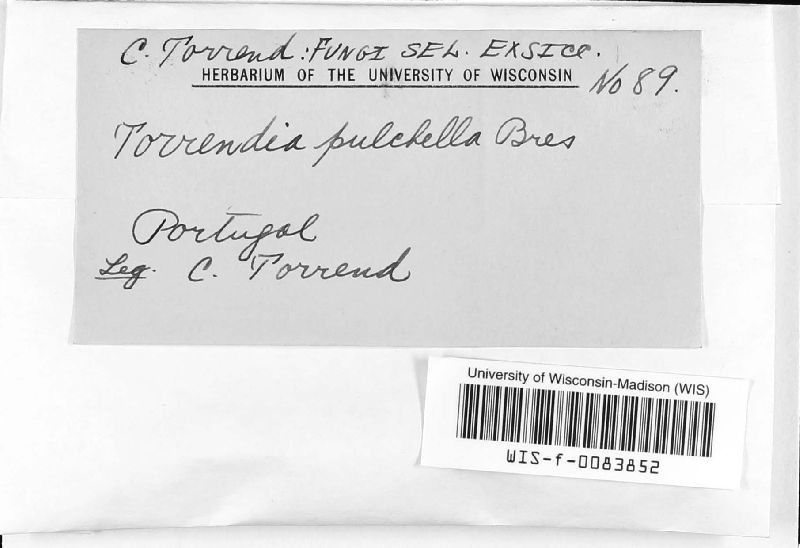 C. Torrend: FUNGI SEL. EXSICC.
HERBARIUM OF THE UNIVERSITY OF WISCONSIN
No 89.
Torrendia pulchella Bres
Portugal
Leg. C. Torrend
University of Wisconsin-Madison (WIS)
WIS-f-0083852